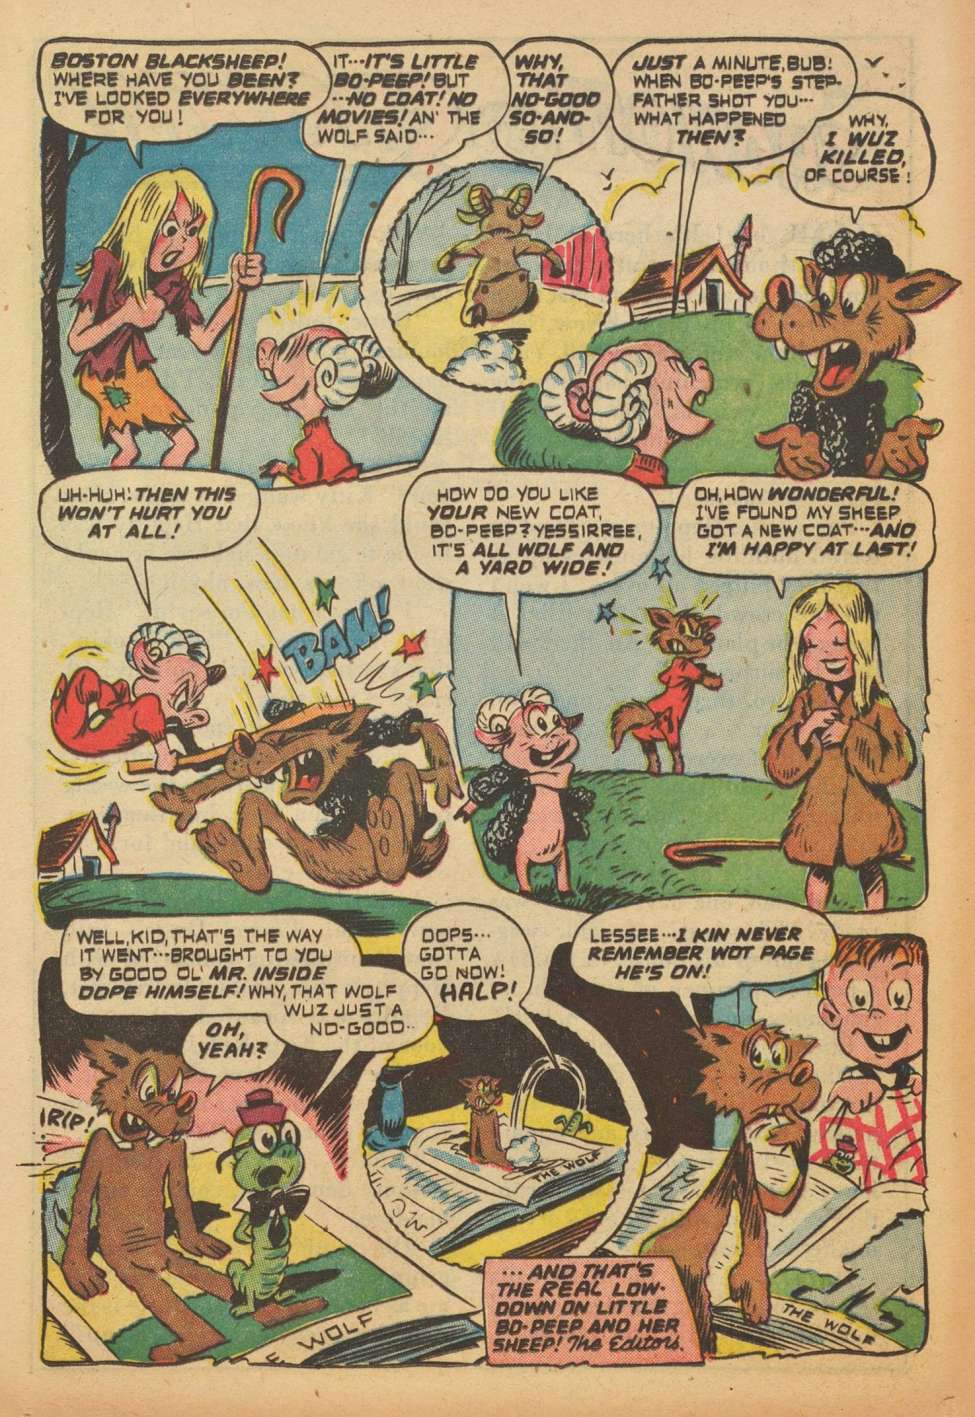 BOSTON BLACKSHEEP!
WHERE HAVE YOU BEEN?
I'VE LOOKED EVERYWHERE
FOR YOU!
IT--- IT'S LITTLE
BO-PEEP! BUT
---NO COAT! NO
MOVIES! AN' THE
WOLF SAID---
WHY,
THAT
NO-GOOD
SO-AND-
SO!
JUST A MINUTE, BUB!
WHEN BO-PEEP'S STEP-
FATHER SHOT YOU---
WHAT HAPPENED
THEN?
WHY,
I WUZ
KILLED,
OF COURSE!
UH-HUH! THEN THIS
WON'T HURT YOU
AT ALL!
BAM!
HOW DO YOU LIKE
YOUR NEW COAT,
BO-PEEP? YESSIRREE,
IT'S ALL WOLF AND
A YARD WIDE!
OH, HOW WONDERFUL!
I'VE FOUND MY SHEEP,
GOT A NEW COAT---AND
I'M HAPPY AT LAST!
WELL, KID, THAT'S THE WAY
IT WENT---BROUGHT TO YOU
BY GOOD OL' MR. INSIDE
DOPE HIMSELF! WHY, THAT WOLF
WUZ JUST A
NO-GOOD--
OH,
YEAH?
RIP!
E WOLF
OOPS---
GOTTA
GO NOW!
HALP!
THE WOLF
LESSEE---I KIN NEVER
REMEMBER WOT PAGE
HE'S ON!
THE WOLF
---AND THAT'S
THE REAL LOW-
DOWN ON LITTLE
BO-PEEP AND HER
SHEEP! The Editors.